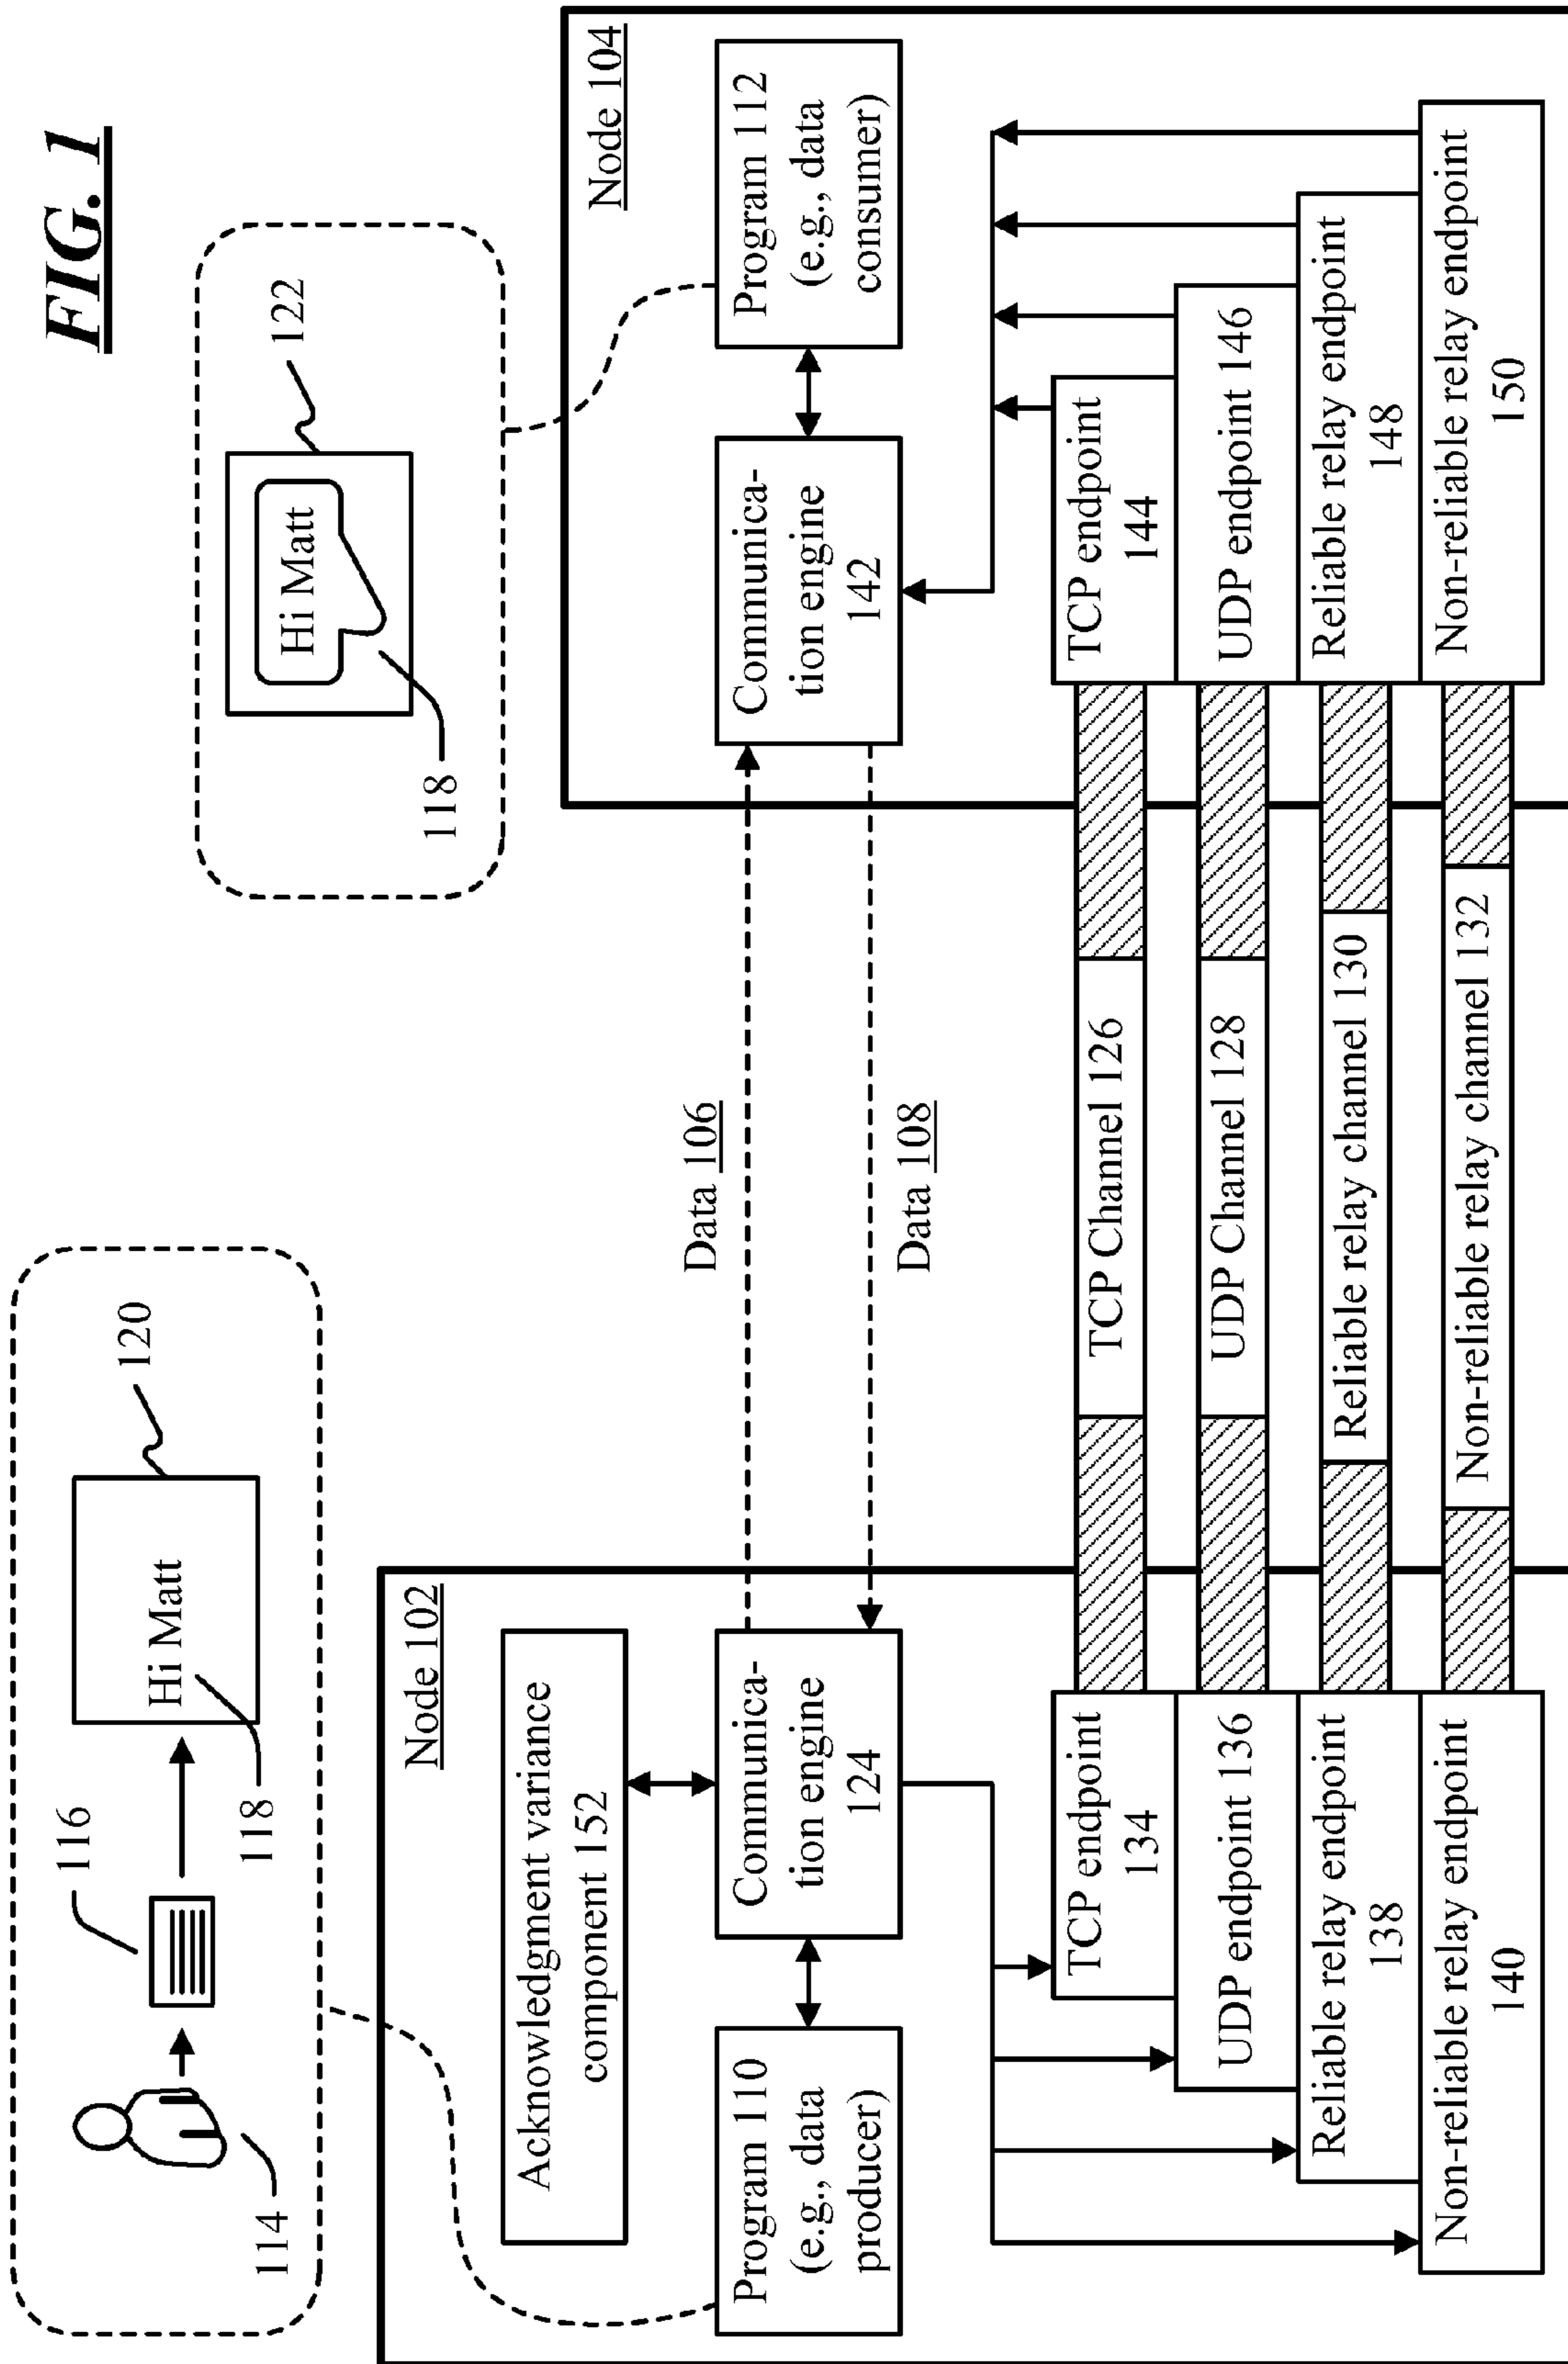 FIG. 1
116
120
Hi Matt
118
114
122
Hi Matt
118
Node 102
Acknowledgment variance
component 152
Program 110
(e.g., data
producer)
Communica-
tion engine
124
Data 106
Data 108
Node 104
Communica-
tion engine
142
Program 112
(e.g., data
consumer)
TCP endpoint
134
TCP Channel 126
TCP endpoint
144
UDP endpoint 136
UDP Channel 128
UDP endpoint 146
Reliable relay endpoint
138
Reliable relay channel 130
Reliable relay endpoint
148
Non-reliable relay endpoint
140
Non-reliable relay channel 132
Non-reliable relay endpoint
150